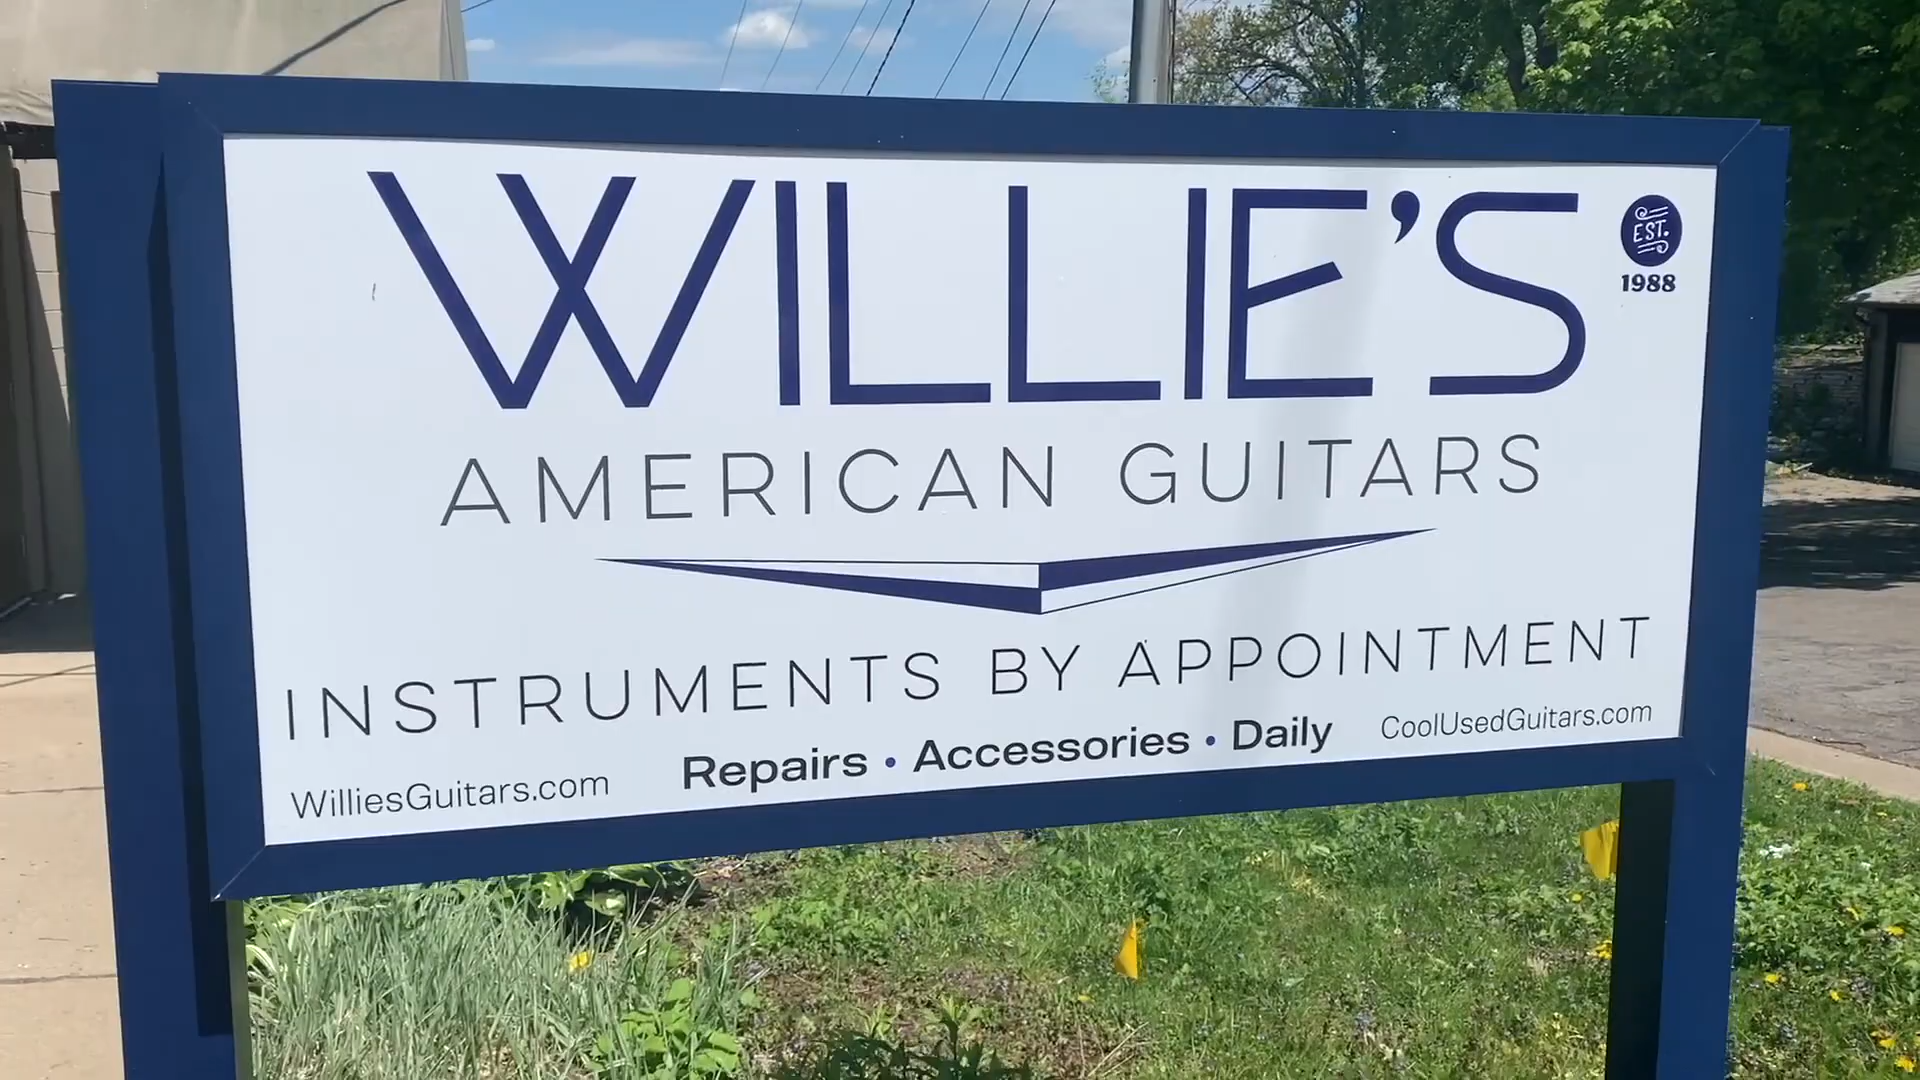 WILLIE'S
EST.
1988
AMERICAN GUITARS
INSTRUMENTS BY APPOINTMENT
WilliesGuitars.com
Repairs • Accessories • Daily
CoolUsedGuitars.com